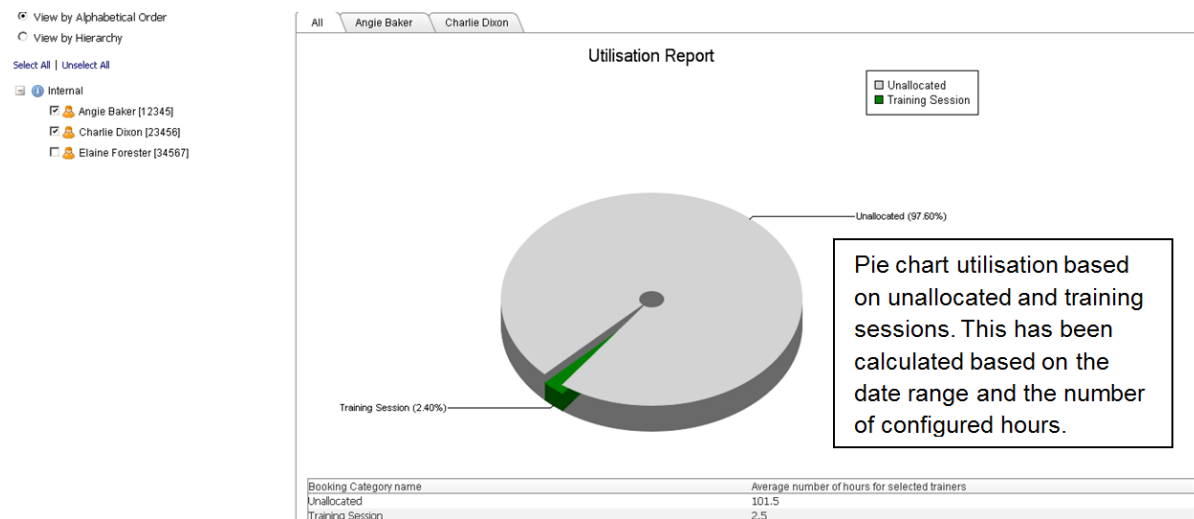 View by Alphabetical Order
View by Hierarchy
Select All | Unselect All
Internal
Angie Baker [12345]
Charlie Dixon [23456]
Elaine Forester [34567]
All
Angie Baker
Charlie Dixon
Utilisation Report
Unallocated
Training Session
Unallocated (97.60%)
Training Session (2.40%)
Pie chart utilisation based
on unallocated and training
sessions. This has been
calculated based on the
date range and the number
of configured hours.
Booking Category name Average number of hours for selected trainers
Unallocated 101.5
Training Session 2.5